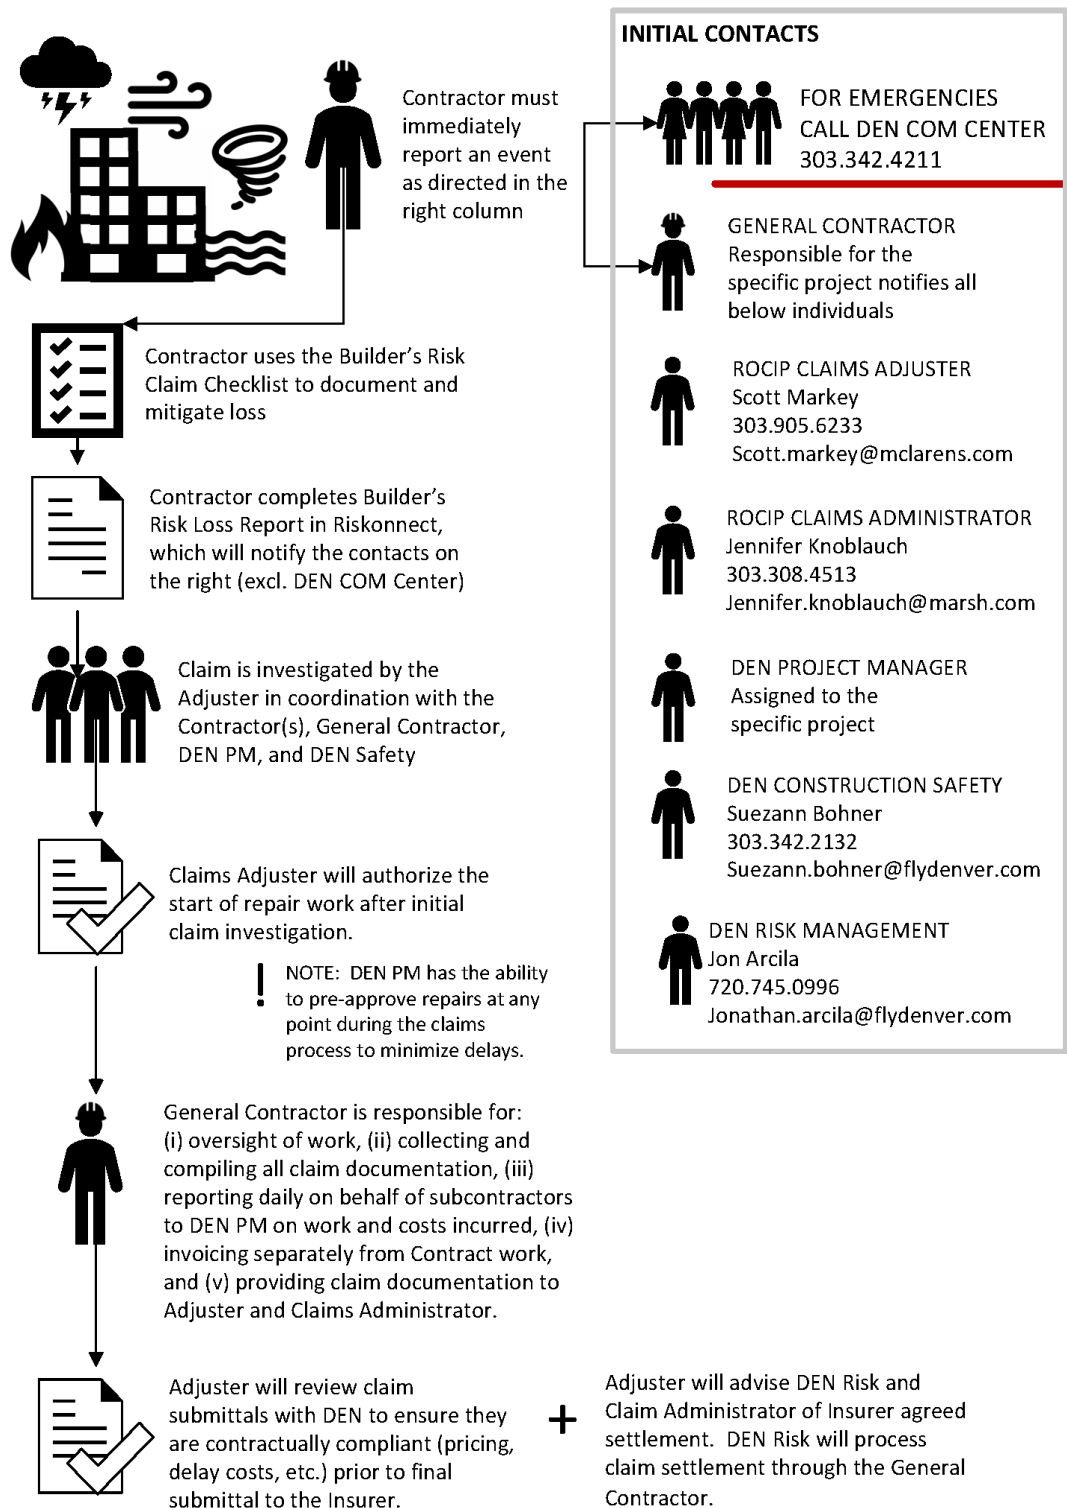 Contractor must
immediately
report an event
as directed in the
right column
Contractor uses the Builder’s Risk
Claim Checklist to document and
mitigate loss
Contractor completes Builder’s
Risk Loss Report in Riskonnect,
which will notify the contacts on
the right (excl. DEN COM Center)
Claim is investigated by the
Adjuster in coordination with the
Contractor(s), General Contractor,
DEN PM, and DEN Safety
Claims Adjuster will authorize the
start of repair work after initial
claim investigation.
! NOTE:  DEN PM has the ability
to pre-approve repairs at any
point during the claims
process to minimize delays.
General Contractor is responsible for:
(i) oversight of work, (ii) collecting and
compiling all claim documentation, (iii)
reporting daily on behalf of subcontractors
to DEN PM on work and costs incurred, (iv)
invoicing separately from Contract work,
and (v) providing claim documentation to
Adjuster and Claims Administrator.
Adjuster will review claim
submittals with DEN to ensure they
are contractually compliant (pricing,
delay costs, etc.) prior to final
submittal to the Insurer.
+
Adjuster will advise DEN Risk and
Claim Administrator of Insurer agreed
settlement.  DEN Risk will process
claim settlement through the General
Contractor.
INITIAL CONTACTS
FOR EMERGENCIES
CALL DEN COM CENTER
303.342.4211
GENERAL CONTRACTOR
Responsible for the
specific project notifies all
below individuals
ROCIP CLAIMS ADJUSTER
Scott Markey
303.905.6233
Scott.markey@mclarens.com
ROCIP CLAIMS ADMINISTRATOR
Jennifer Knoblauch
303.308.4513
Jennifer.knoblauch@marsh.com
DEN PROJECT MANAGER
Assigned to the
specific project
DEN CONSTRUCTION SAFETY
Suezann Bohner
303.342.2132
Suezann.bohner@flydenver.com
DEN RISK MANAGEMENT
Jon Arcila
720.745.0996
Jonathan.arcila@flydenver.com